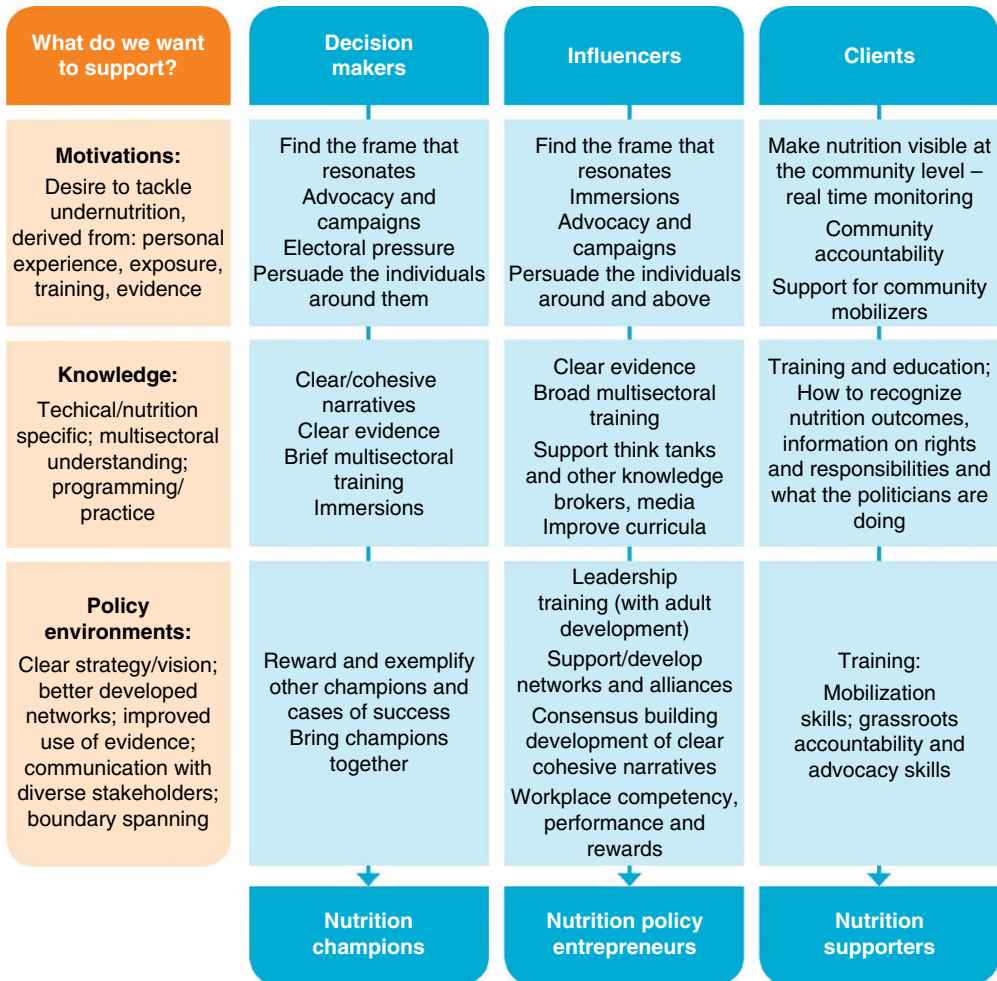 What do we want
to support?
Decision
makers
Influencers
Clients
Motivations:
Desire to tackle
undernutrition,
derived from: personal
experience, exposure,
training, evidence
Find the frame that
resonates
Advocacy and
campaigns
Electoral pressure
Persuade the individuals
around them
Find the frame that
resonates
Immersions
Advocacy and
campaigns
Persuade the individuals
around and above
Make nutrition visible at
the community level –
real time monitoring
Community
accountability
Support for community
mobilizers
Knowledge:
Techical/nutrition
specific; multisectoral
understanding;
programming/
practice
Clear/cohesive
narratives
Clear evidence
Brief multisectoral
training
Immersions
Clear evidence
Broad multisectoral
training
Support think tanks
and other knowledge
brokers, media
Improve curricula
Training and education;
How to recognize
nutrition outcomes,
information on rights
and responsibilities and
what the politicians are
doing
Policy
environments:
Clear strategy/vision;
better developed
networks; improved
use of evidence;
communication with
diverse stakeholders;
boundary spanning
Reward and exemplify
other champions and
cases of success
Bring champions
together
Leadership
training (with adult
development)
Support/develop
networks and alliances
Consensus building
development of clear
cohesive narratives
Workplace competency,
performance and
rewards
Training:
Mobilization
skills; grassroots
accountability and
advocacy skills
Nutrition
champions
Nutrition policy
entrepreneurs
Nutrition
supporters